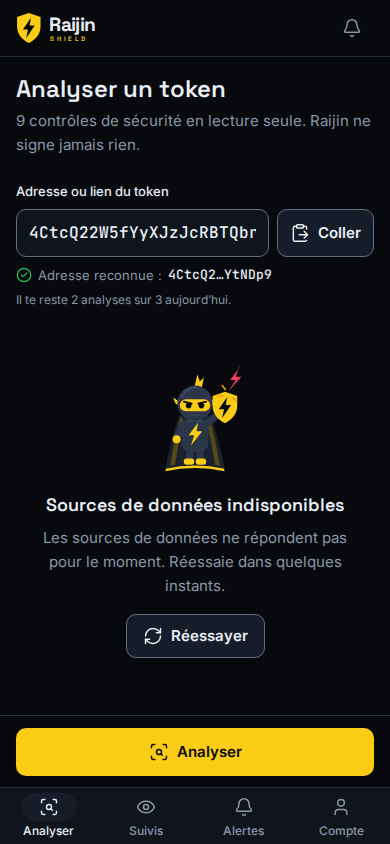 Raijin
SHIELD
Analyser un token
9 contrôles de sécurité en lecture seule. Raijin ne
signe jamais rien.
Adresse ou lien du token
4CtcQ22W5fYyXJzJcRBTQbr
Coller
Adresse reconnue : 4CtcQ2…YtNDp9
Il te reste 2 analyses sur 3 aujourd'hui.
Sources de données indisponibles
Les sources de données ne répondent pas
pour le moment. Réessaie dans quelques
instants.
Réessayer
Analyser
Analyser
Suivis
Alertes
Compte